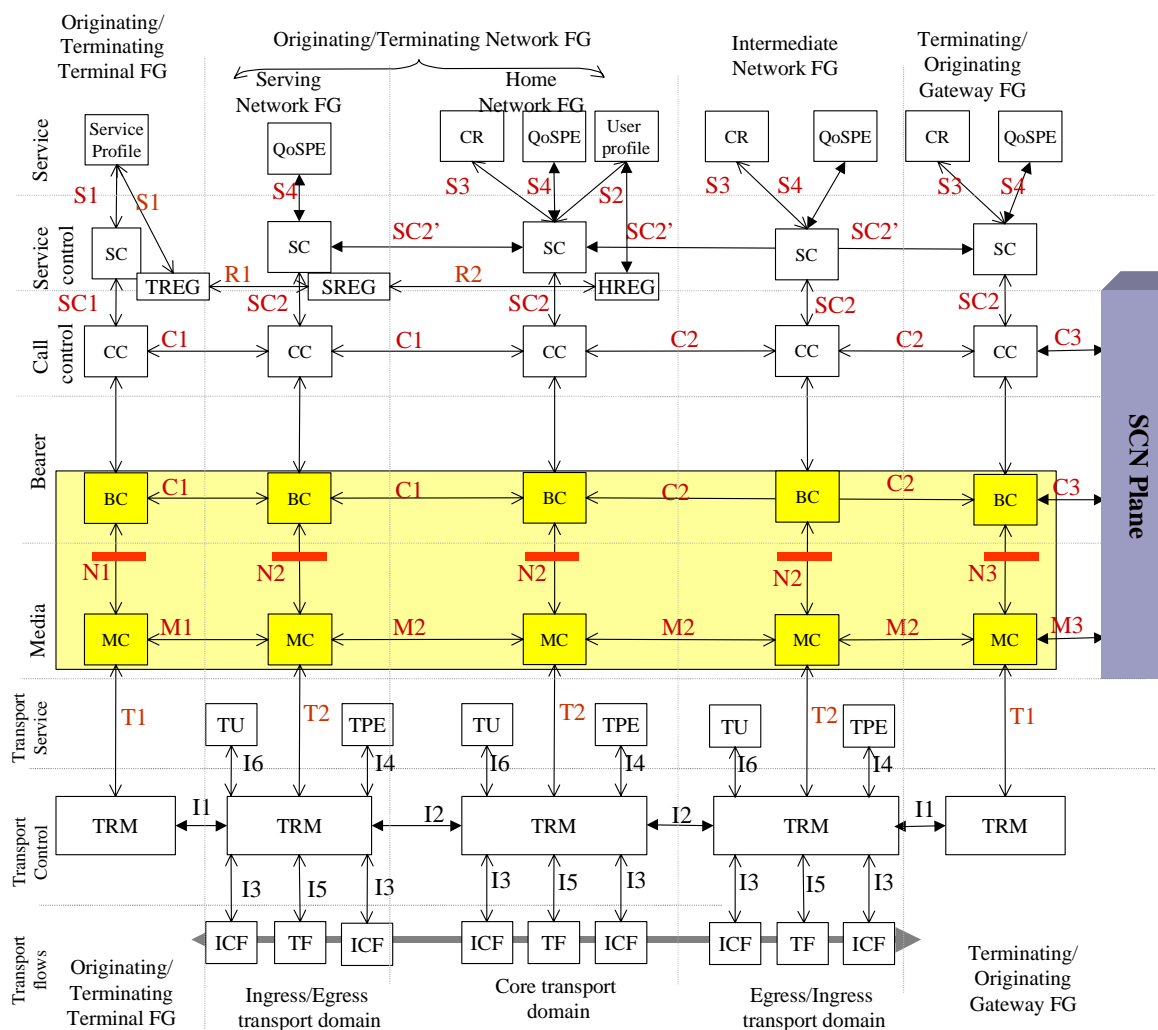 Originating/
Terminating
Terminal FG
Originating/Terminating Network FG
Intermediate
Network FG
Terminating/
Originating
Gateway FG
Serving
Network FG
Home
Network FG
Service
Service
Profile
QoSPE
CR
QoSPE
User
profile
CR
QoSPE
CR
QoSPE
S1
S1
S4
S3
S4
S2
S3
S4
S3
S4
Service
control
SC
SC
SC2'
SC
SC2'
SC
SC2'
SC
TREG
R1
SREG
R2
HREG
SC1
SC2
SC2
SC2
SC2
Call
control
CC
C1
CC
C1
CC
C2
CC
C2
CC
C3
SCN Plane
Bearer
BC
C1
BC
C1
BC
C2
BC
C2
BC
C3
N1
N2
N2
N2
N3
Media
MC
M1
MC
M2
MC
M2
MC
M2
MC
M3
Transport
Service
T1
TU
T2
TPE
TU
T2
TPE
TU
T2
TPE
T1
I6
I4
I6
I4
I6
I4
Transport
Control
TRM
I1
TRM
I2
TRM
I2
TRM
I1
TRM
I3
I5
I3
I3
I5
I3
I3
I5
I3
Transport
flows
ICF
TF
ICF
ICF
TF
ICF
ICF
TF
ICF
Originating/
Terminating
Terminal FG
Ingress/Egress
transport domain
Core transport
domain
Egress/Ingress
transport domain
Terminating/
Originating
Gateway FG